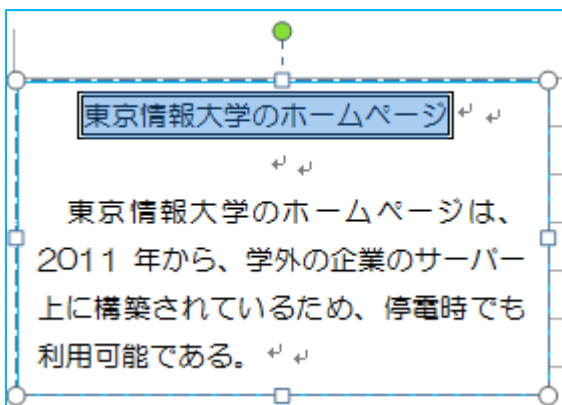 東京情報大学のホームページ
東京情報大学のホームページは、
2011 年から、学外の企業のサーバー
上に構築されているため、停電時でも
利用可能である。